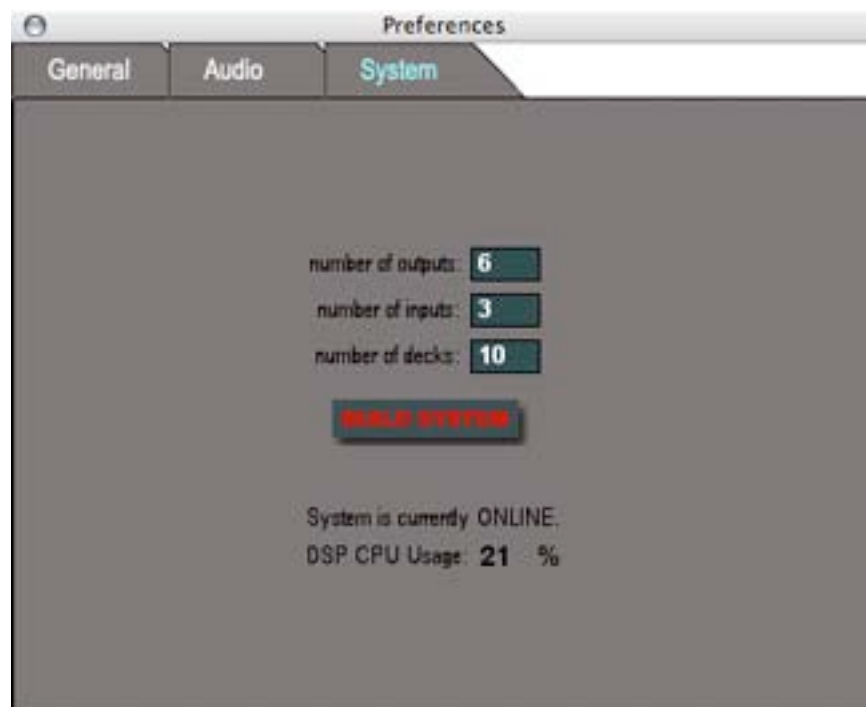 Preferences
General Audio System
number of outputs: 6
number of inputs: 3
number of decks: 10
BUILD SYSTEM
System is currently ONLINE.
DSP CPU Usage: 21 %